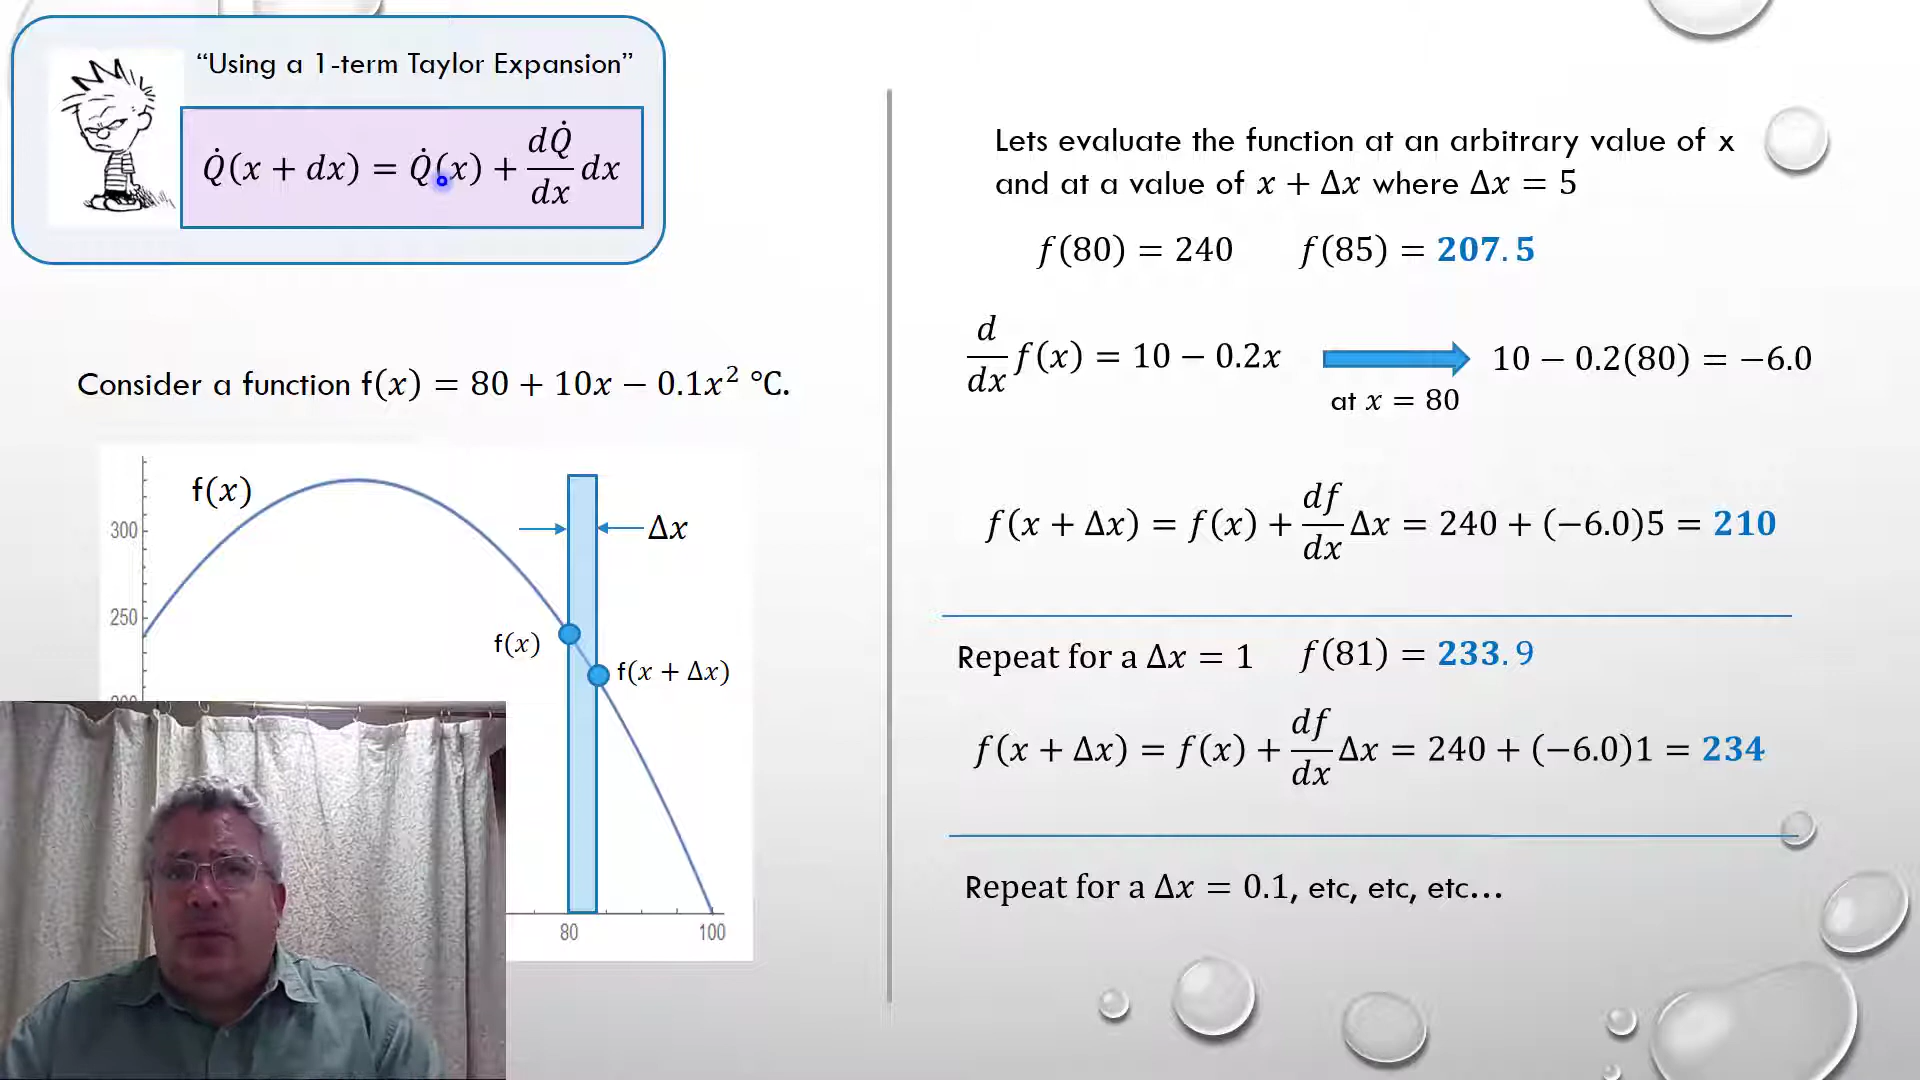 “Using a 1-term Taylor Expansion”
Q̇(x + dx) = Q̇(x) + dQ̇/dx dx
Consider a function f(x) = 80 + 10x − 0.1x² °C.
f(x)
300
Δx
250
f(x)
f(x + Δx)
80 100
Lets evaluate the function at an arbitrary value of x
and at a value of x + Δx where Δx = 5
f(80) = 240 f(85) = 207.5
d/dx f(x) = 10 − 0.2x 10 − 0.2(80) = −6.0
at x = 80
f(x + Δx) = f(x) + df/dx Δx = 240 + (−6.0)5 = 210
Repeat for a Δx = 1 f(81) = 233.9
f(x + Δx) = f(x) + df/dx Δx = 240 + (−6.0)1 = 234
Repeat for a Δx = 0.1, etc, etc, etc…